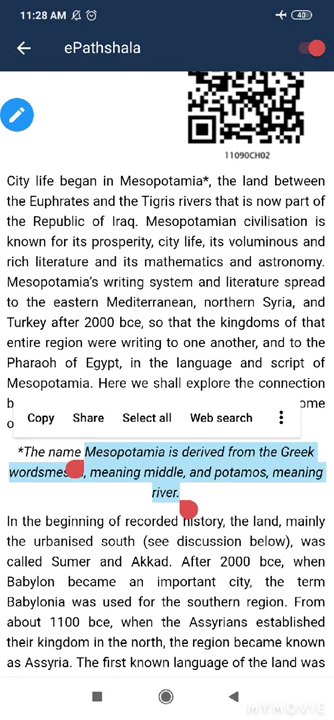 11:28 AM
40
ePathshala
11090CH02
City life began in Mesopotamia*, the land between
the Euphrates and the Tigris rivers that is now part of
the Republic of Iraq. Mesopotamian civilisation is
known for its prosperity, city life, its voluminous and
rich literature and its mathematics and astronomy.
Mesopotamia's writing system and literature spread
to the eastern Mediterranean, northern Syria, and
Turkey after 2000 bce, so that the kingdoms of that
entire region were writing to one another, and to the
Pharaoh of Egypt, in the language and script of
Mesopotamia. Here we shall explore the connection
Copy Share Select all Web search
*The name Mesopotamia is derived from the Greek
meaning middle, and potamos, meaning
river.
In the beginning of recorded history, the land, mainly
the urbanised south (see discussion below), was
called Sumer and Akkad. After 2000 bce, when
Babylon became an important city, the term
Babylonia was used for the southern region. From
about 1100 bce, when the Assyrians established
their kingdom in the north, the region became known
as Assyria. The first known language of the land was
MYMOVIE